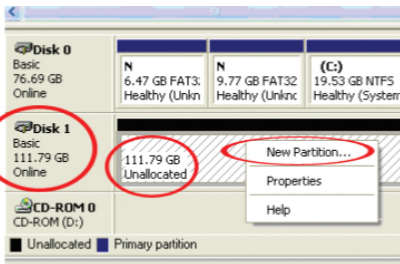 Disk 0
Basic
76.69 GB
Online
N
6.47 GB FAT3:
Healthy (Unkn
N
9.77 GB FAT32
Healthy (Unknc
(C:)
19.53 GB NTFS
Healthy (System
Disk 1
Basic
111.79 GB
Online
111.79 GB
Unallocated
New Partition...
Properties
Help
CD-ROM 0
CD-ROM (D:)
Unallocated
Primary partition